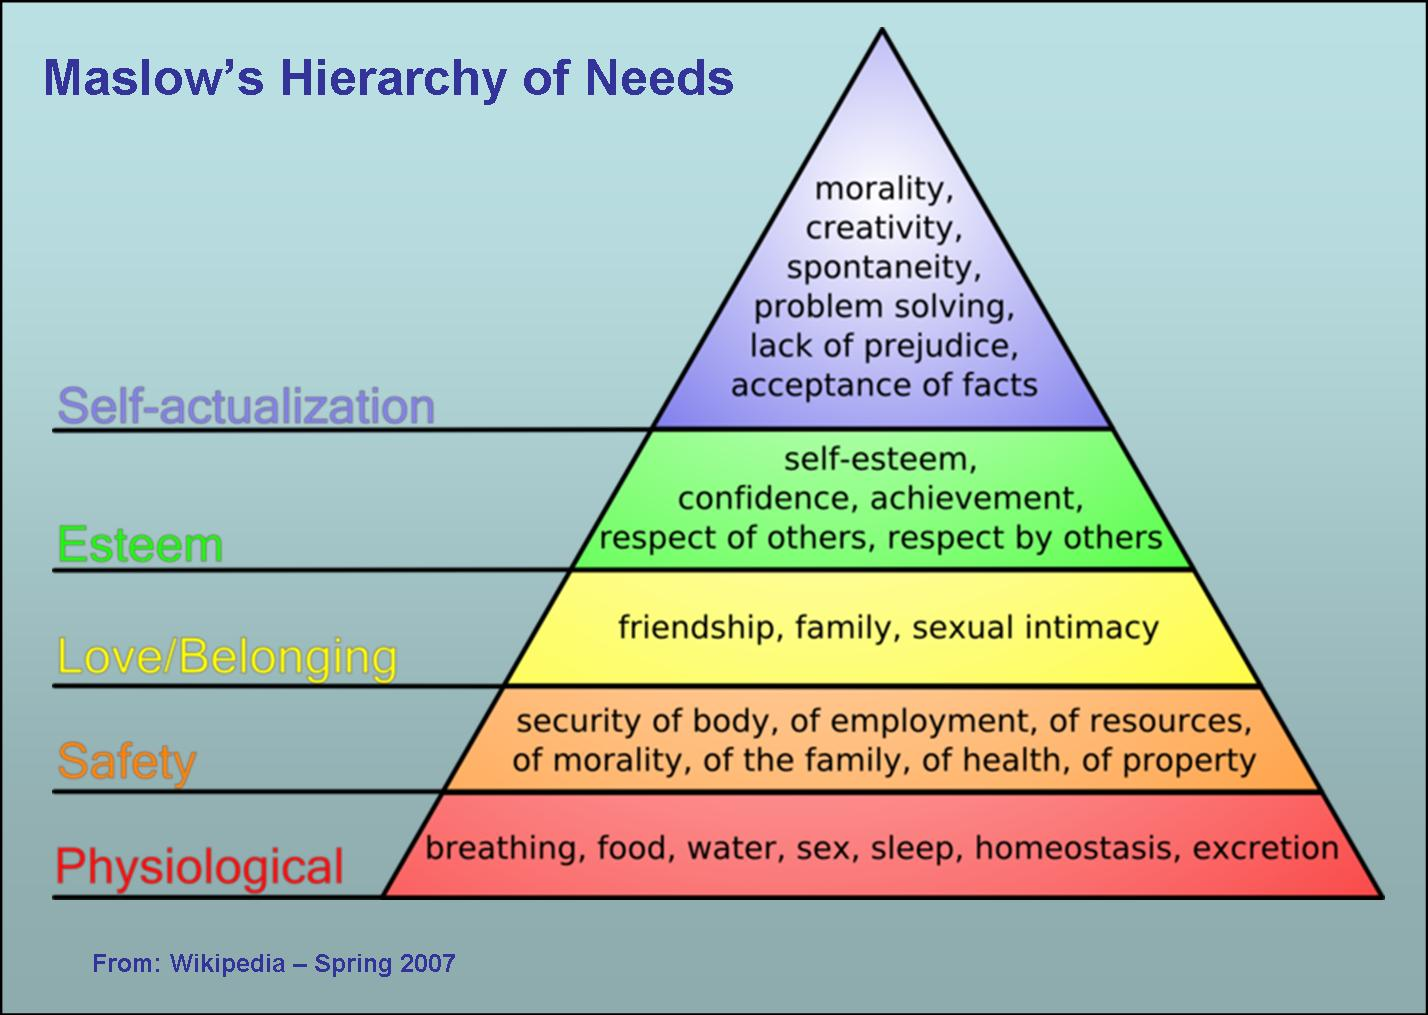 Maslow’s Hierarchy of Needs
morality,
creativity,
spontaneity,
problem solving,
lack of prejudice,
acceptance of facts
Self-actualization
self-esteem,
confidence, achievement,
respect of others, respect by others
Esteem
friendship, family, sexual intimacy
Love/Belonging
security of body, of employment, of resources,
of morality, of the family, of health, of property
Safety
breathing, food, water, sex, sleep, homeostasis, excretion
Physiological
From: Wikipedia – Spring 2007